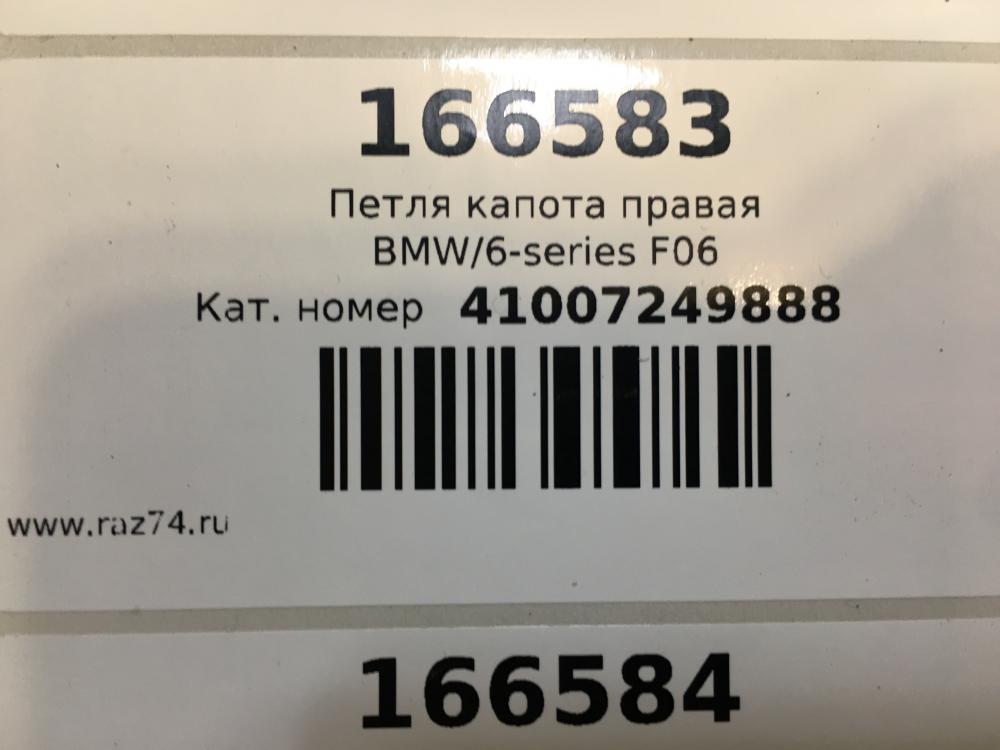 166583
Петля капота правая
BMW/6-series F06
Кат. номер 41007249888
www.raz74.ru
166584